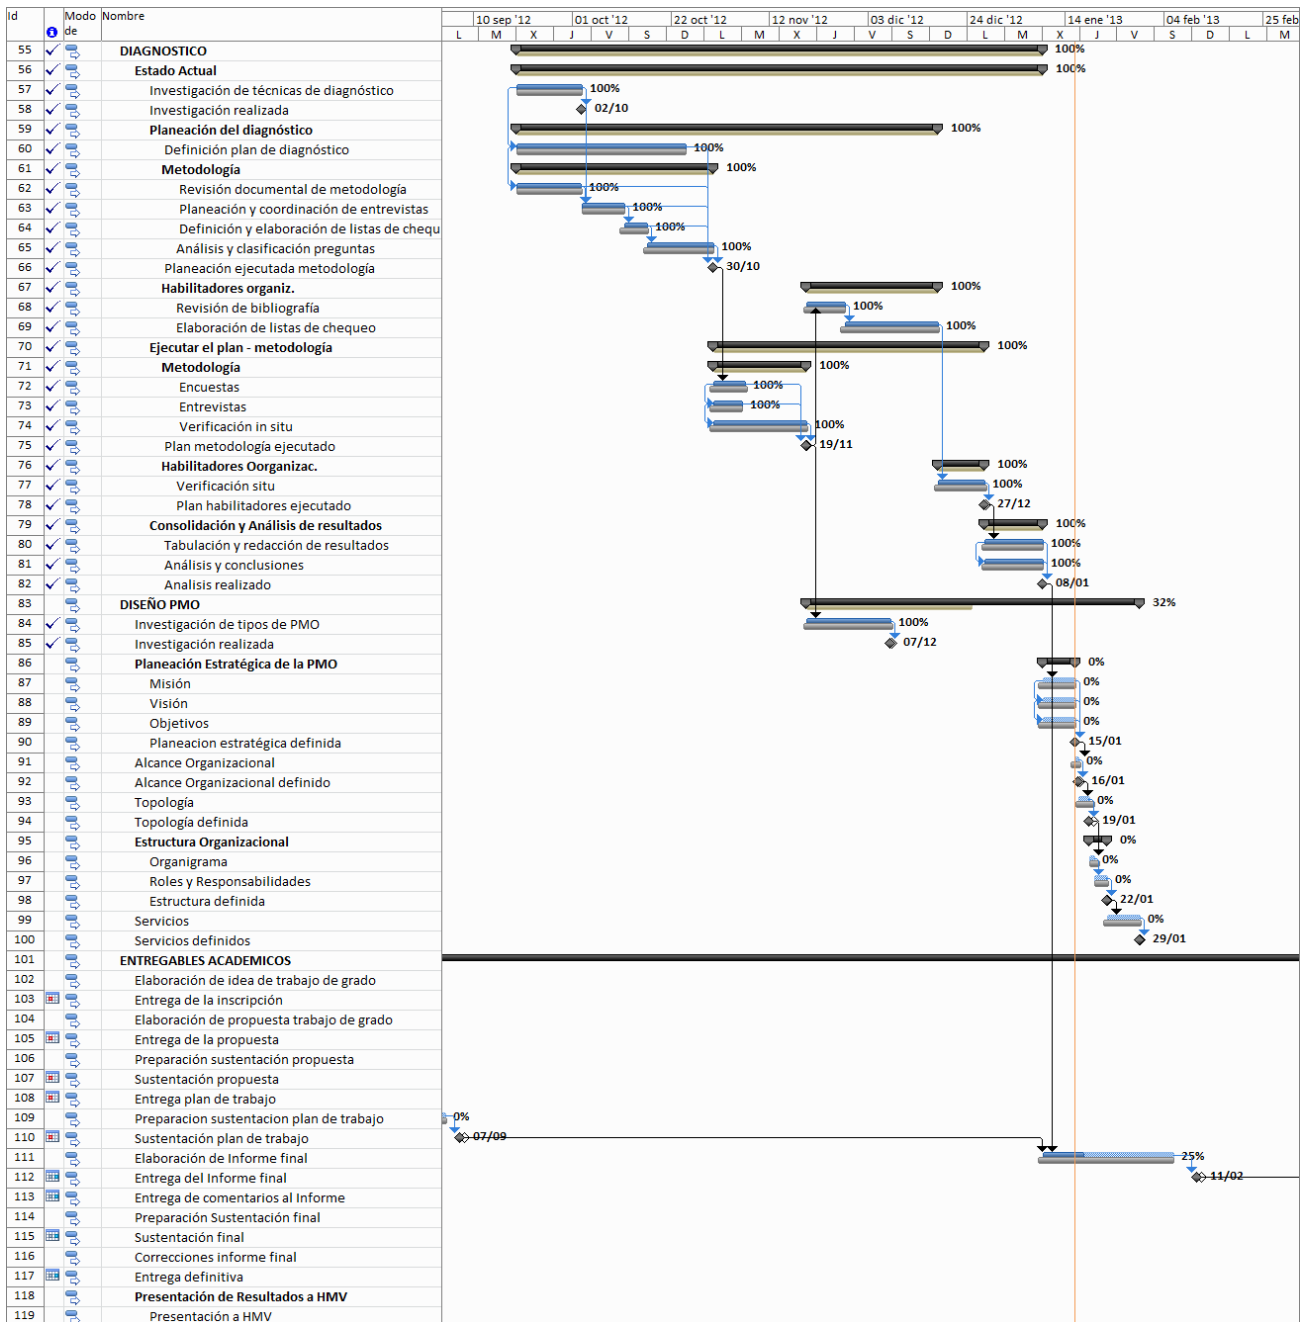 Id Modo de Nombre
10 sep '12 01 oct '12 22 oct '12 12 nov '12 03 dic '12 24 dic '12 14 ene '13 04 feb '13 25 feb
L X J S D L M X J V S D L M X J V S L M
55 DIAGNOSTICO 100%
56 Estado Actual 100%
57 Investigación de técnicas de diagnóstico 100%
58 Investigación realizada 02/10
59 Planeación del diagnóstico 100%
60 Definición plan de diagnóstico 100%
61 Metodología 100%
62 Revisión documental de metodología 100%
63 Planeación y coordinación de entrevistas 100%
64 Definición y elaboración de listas de chequ 100%
65 Análisis y clasificación preguntas 100%
66 Planeación ejecutada metodología 30/10
67 Habilitadores organiz. 100%
68 Revisión de bibliografía 100%
69 Elaboración de listas de chequeo 100%
70 Ejecutar el plan - metodología 100%
71 Metodología 100%
72 Encuestas 100%
73 Entrevistas 100%
74 Verificación in situ 100%
75 Plan metodología ejecutado 19/11
76 Habilitadores Oorganizac. 100%
77 Verificación situ 100%
78 Plan habilitadores ejecutado 27/12
79 Consolidación y Análisis de resultados 100%
80 Tabulación y redacción de resultados 100%
81 Análisis y conclusiones 100%
82 Analisis realizado 08/01
83 DISEÑO PMO 32%
84 Investigación de tipos de PMO 100%
85 Investigación realizada 07/12
86 Planeación Estratégica de la PMO 0%
87 Misión 0%
88 Visión 0%
89 Objetivos 0%
90 Planeacion estratégica definida 15/01
91 Alcance Organizacional 0%
92 Alcance Organizacional definido 16/01
93 Topología 0%
94 Topología definida 19/01
95 Estructura Organizacional 0%
96 Organigrama 0%
97 Roles y Responsabilidades 0%
98 Estructura definida 22/01
99 Servicios 0%
100 Servicios definidos 29/01
101 ENTREGABLES ACADEMICOS
102 Elaboración de idea de trabajo de grado
103 Entrega de la inscripción
104 Elaboración de propuesta trabajo de grado
105 Entrega de la propuesta
106 Preparación sustentación propuesta
107 Sustentación propuesta
108 Entrega plan de trabajo
109 Preparacion sustentacion plan de trabajo 0%
110 Sustentación plan de trabajo 07/09
111 Elaboración de Informe final 25%
112 Entrega del Informe final 11/02
113 Entrega de comentarios al Informe
114 Preparación Sustentación final
115 Sustentación final
116 Correcciones informe final
117 Entrega definitiva
118 Presentación de Resultados a HMV
119 Presentación a HMV